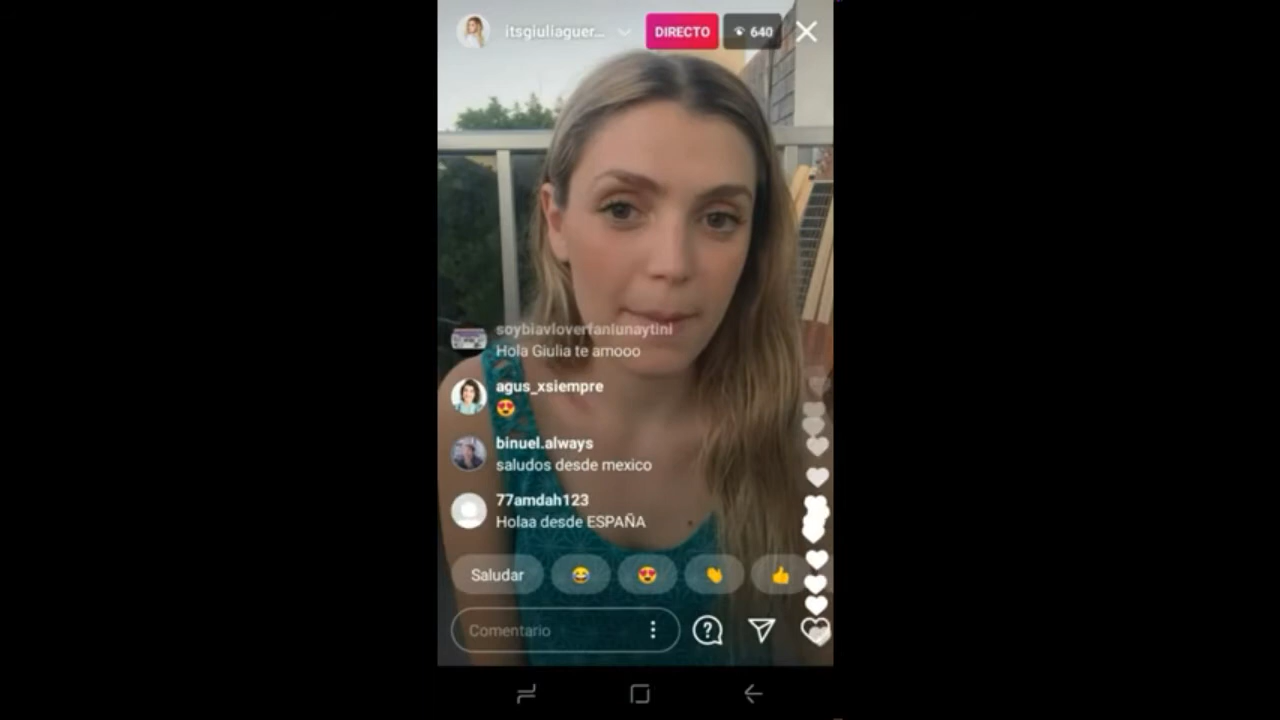 itsgiuliaguer...
DIRECTO
640
soybiavloverfanlunaytini
Hola Giulia te amooo
agus_xsiempre
binuel.always
saludos desde mexico
77amdah123
Holaa desde ESPAÑA
Saludar
Comentario